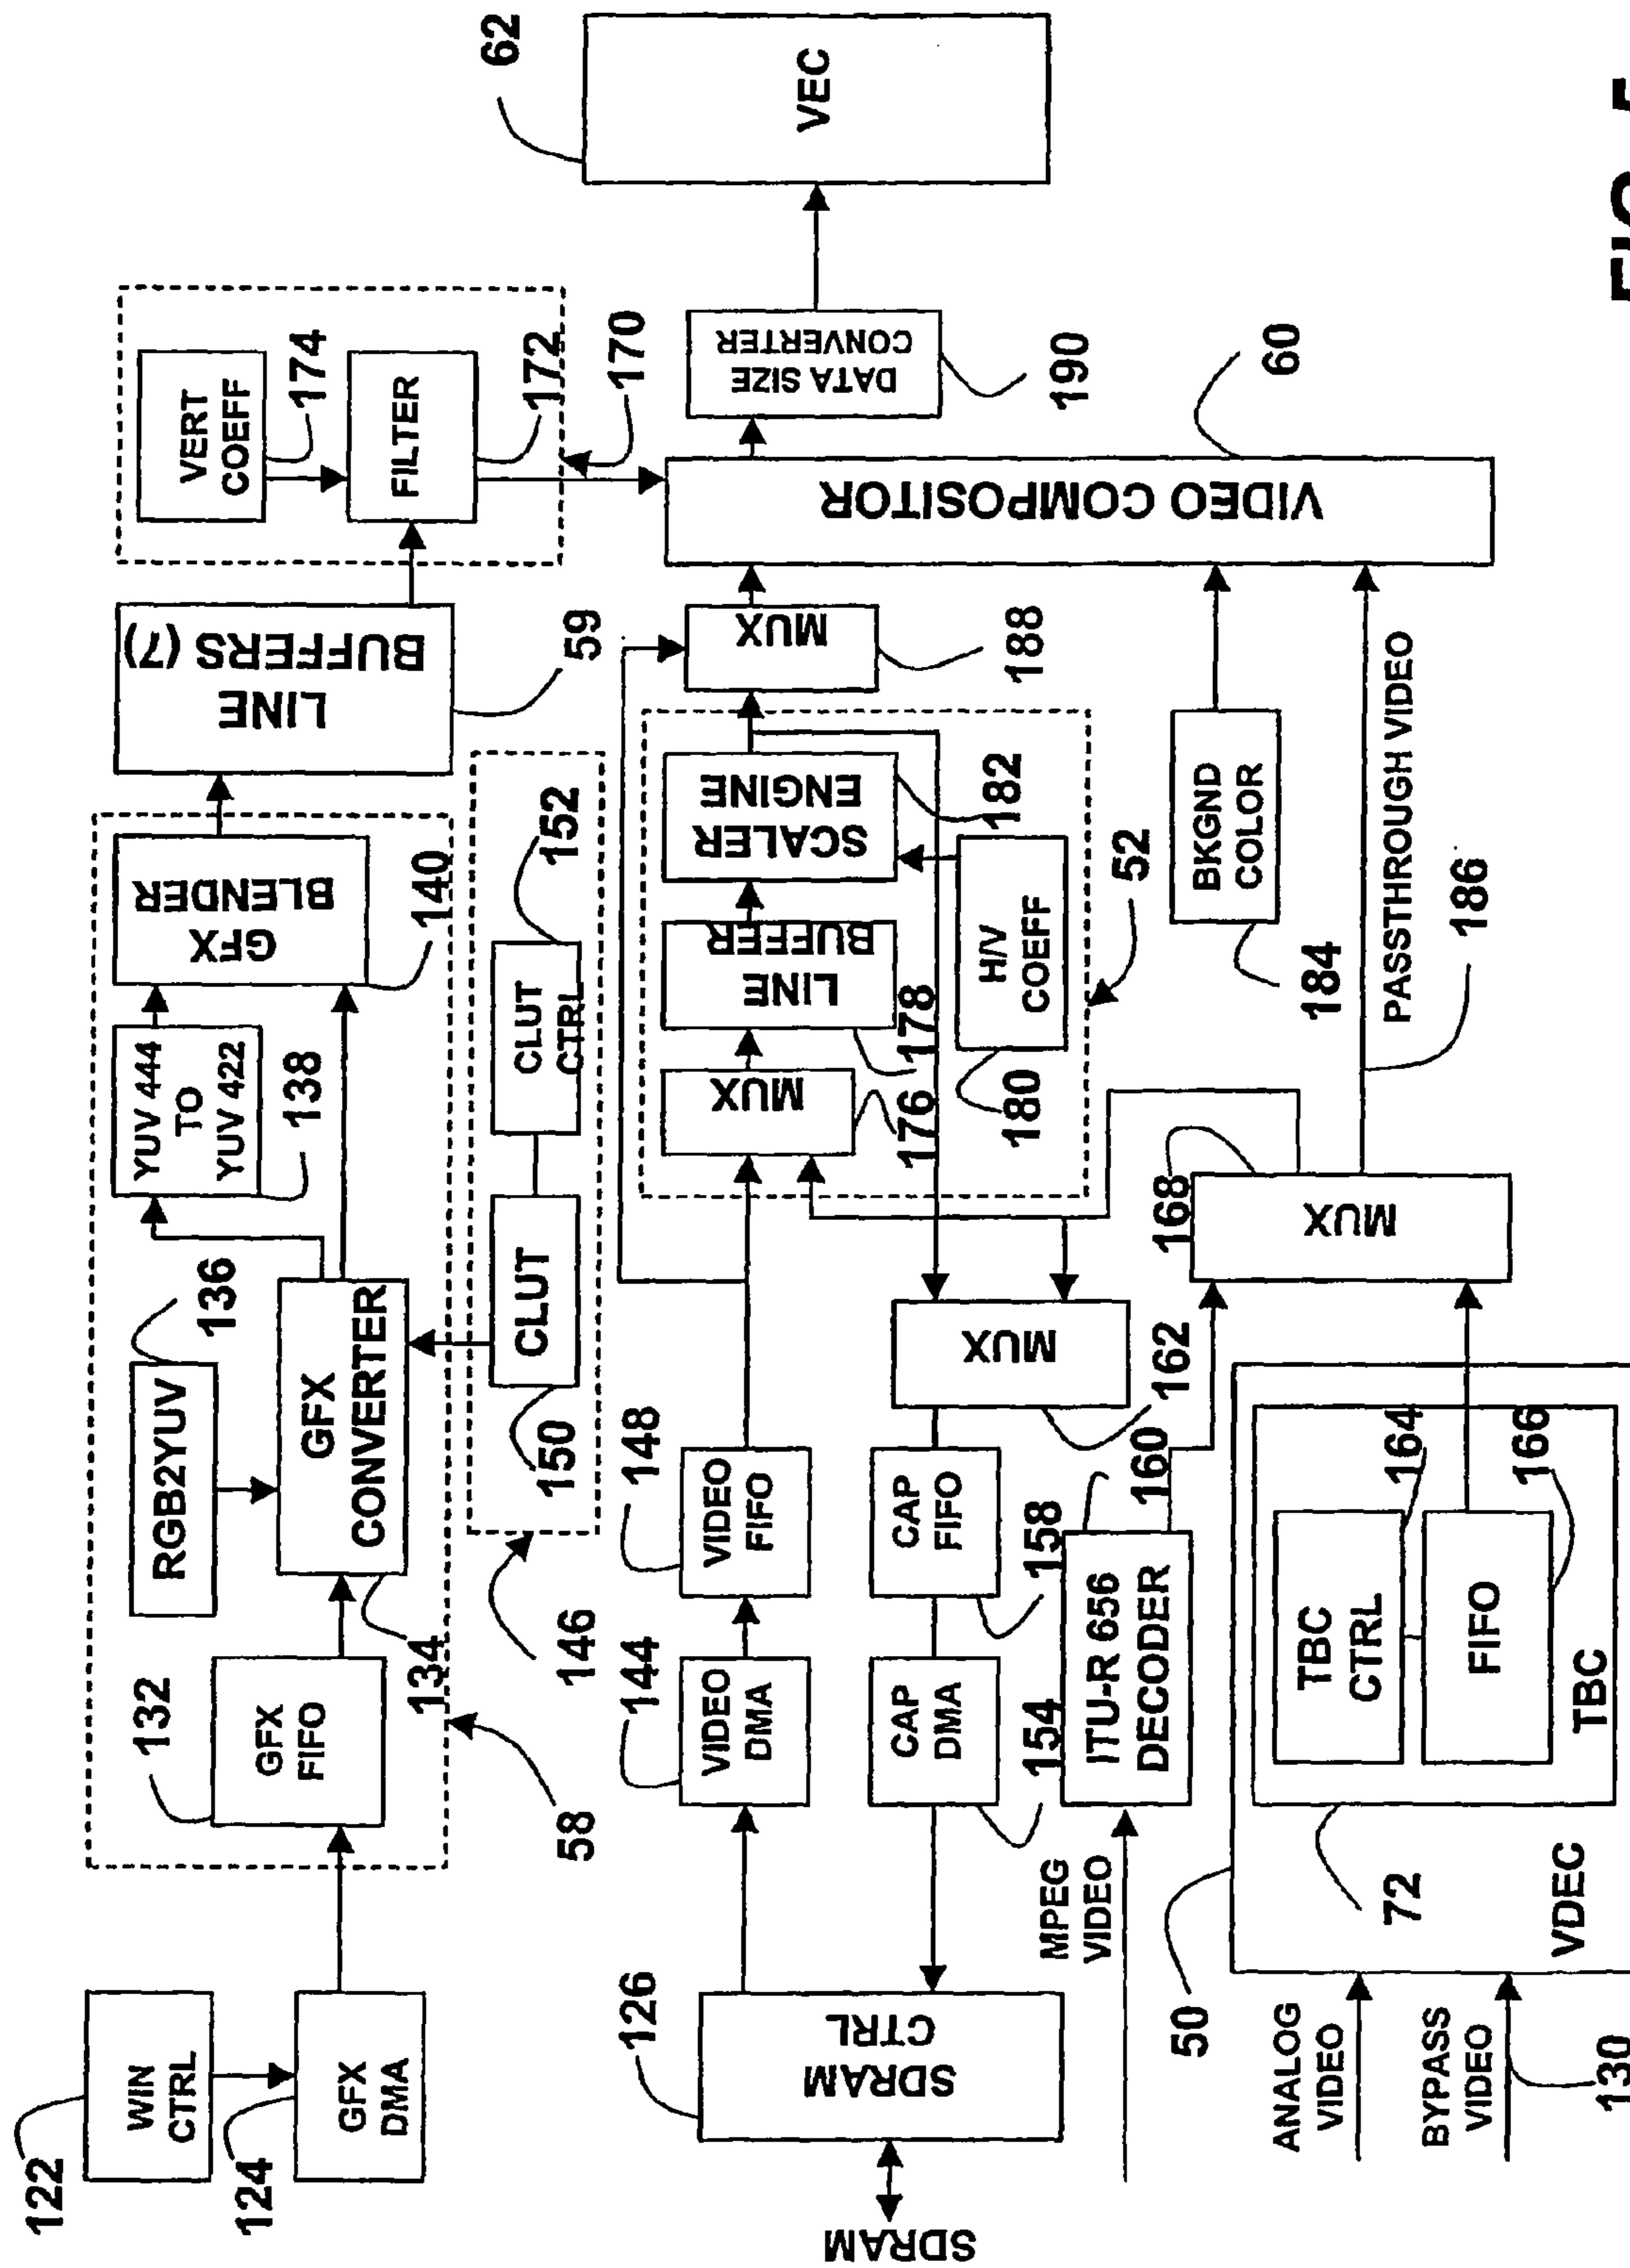 122
WIN
CTRL
124
GFX
DMA
132
GFX
FIFO
134
136
RGB2YUV
GFX
CONVERTER
YUV 444
TO
YUV 422
138
GFX
BLENDER
140
58
LINE
BUFFERS (7)
59
VERT
COEFF
174
FILTER
172
170
CLUT
150
CLUT
CTRL
152
146
SDRAM
SDRAM
CTRL
126
VIDEO
DMA
144
VIDEO
FIFO
148
CAP
DMA
154
CAP
FIFO
158
MUX
162
MUX
176
LINE
BUFFER
178
SCALER
ENGINE
182
H/V
COEFF
180
52
MUX
188
VIDEO COMPOSITOR
60
DATA SIZE
CONVERTER
190
VEC
62
MPEG
VIDEO
ITU-R 656
DECODER
160
MUX
168
BKGND
COLOR
184
PASSTHROUGH VIDEO
186
ANALOG
VIDEO
BYPASS
VIDEO
130
50
VDEC
72
TBC
TBC
CTRL
164
FIFO
166